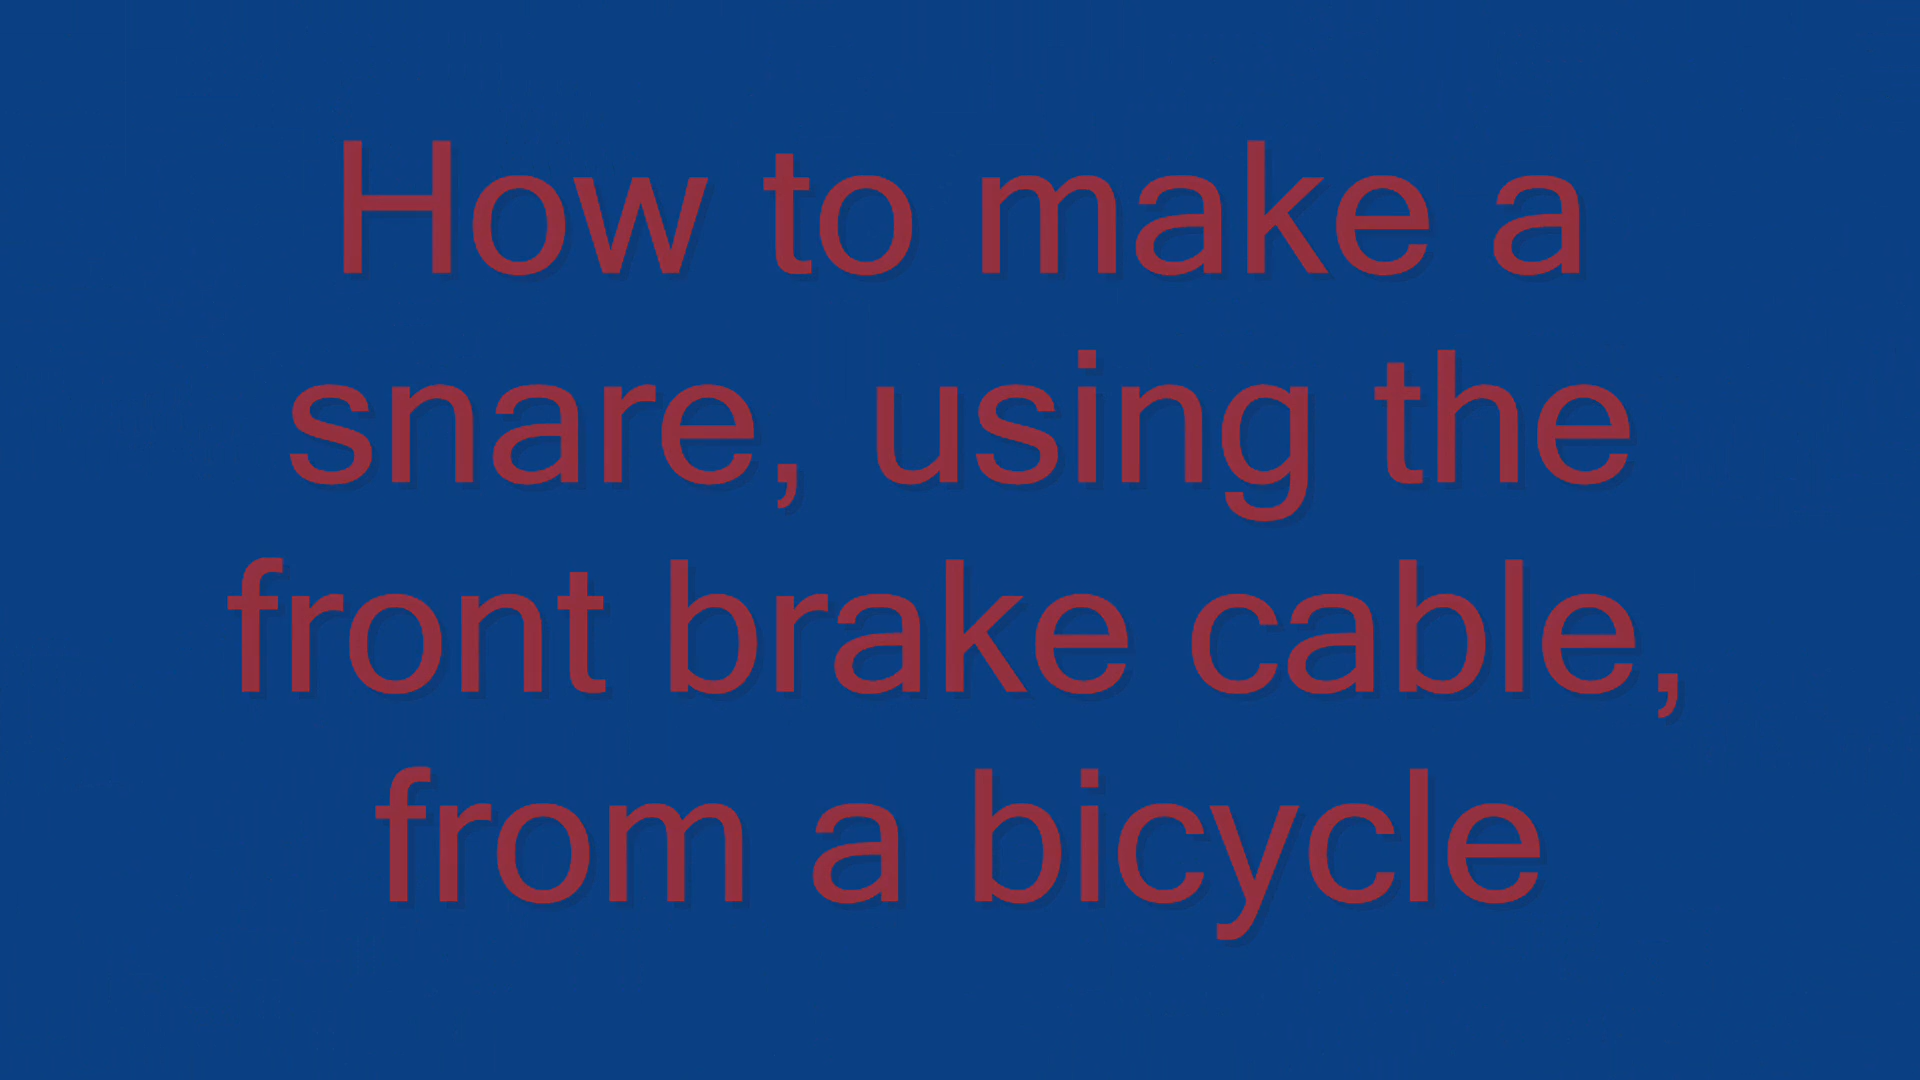 How to make a
snare, using the
front brake cable,
from a bicycle